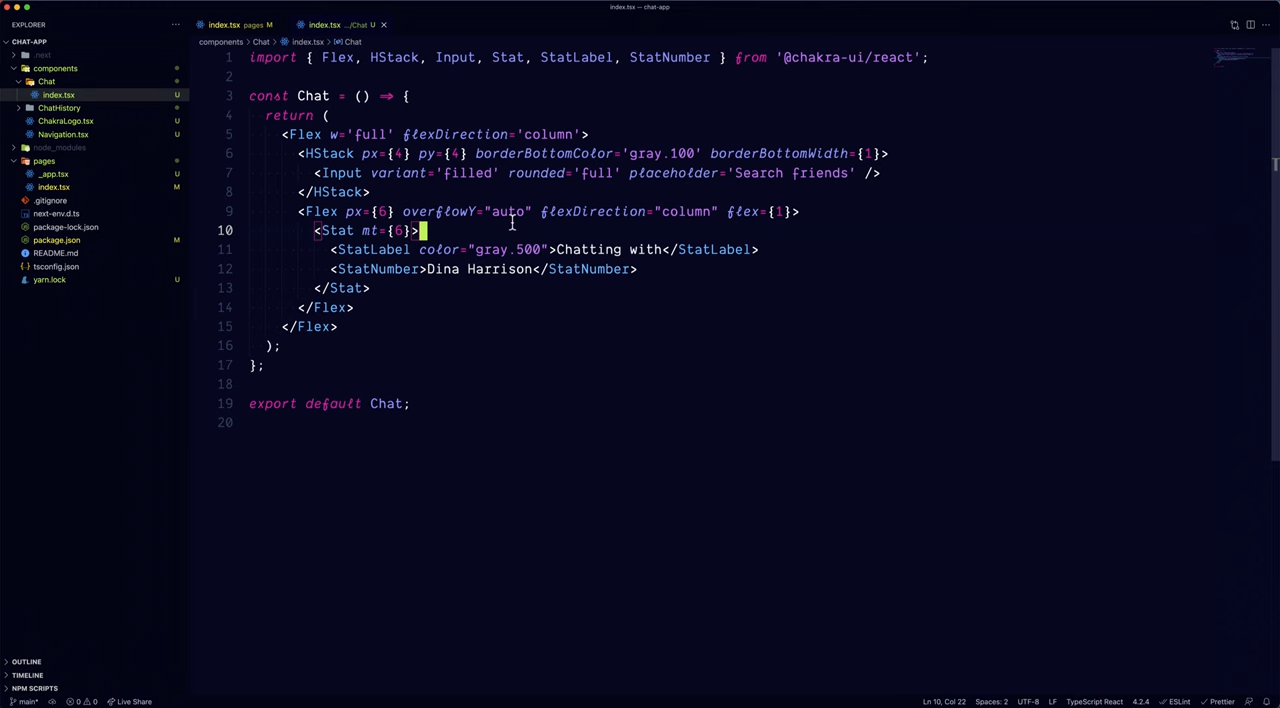 index.tsx — chat-app
EXPLORER
index.tsx pages M
index.tsx .../Chat U
CHAT-APP
components > Chat > index.tsx > Chat
.next
components
Chat
index.tsx U
ChatHistory
ChakraLogo.tsx U
Navigation.tsx U
node_modules
pages
_app.tsx U
index.tsx M
.gitignore
next-env.d.ts
package-lock.json
package.json M
README.md
tsconfig.json
yarn.lock U
1 import { Flex, HStack, Input, Stat, StatLabel, StatNumber } from '@chakra-ui/react';
2
3 const Chat = () => {
4 return (
5 <Flex w='full' flexDirection='column'>
6 <HStack px={4} py={4} borderBottomColor='gray.100' borderBottomWidth={1}>
7 <Input variant='filled' rounded='full' placeholder='Search friends' />
8 </HStack>
9 <Flex px={6} overflowY="auto" flexDirection="column" flex={1}>
10 <Stat mt={6}>
11 <StatLabel color="gray.500">Chatting with</StatLabel>
12 <StatNumber>Dina Harrison</StatNumber>
13 </Stat>
14 </Flex>
15 </Flex>
16 );
17 };
18
19 export default Chat;
20
OUTLINE
TIMELINE
NPM SCRIPTS
main* 0 0 Live Share Ln 10, Col 22 Spaces: 2 UTF-8 LF TypeScript React 4.2.4 ESLint Prettier